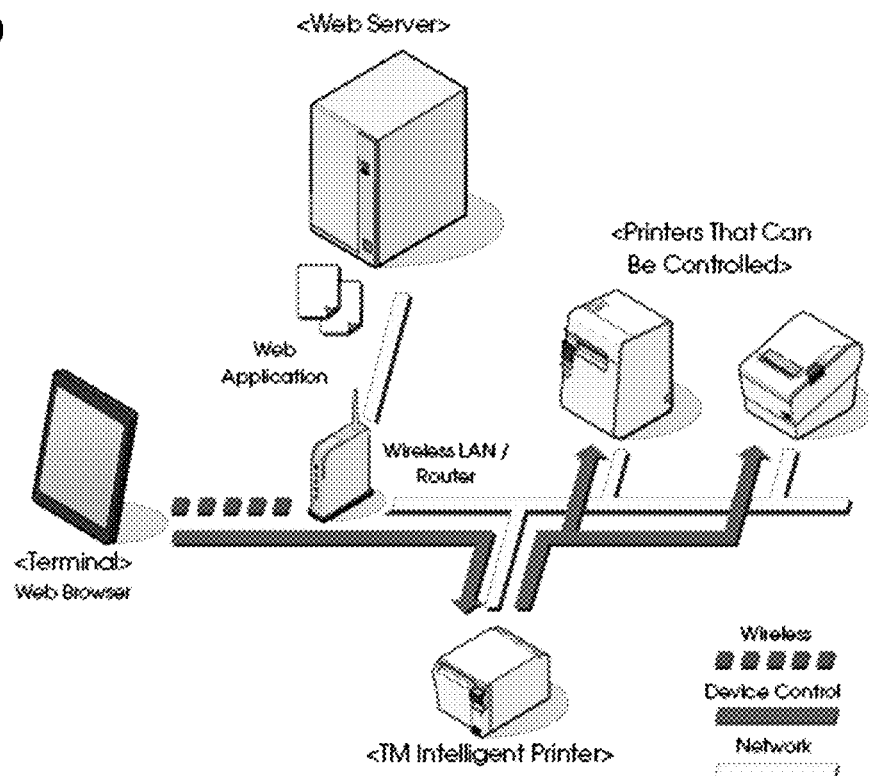 <Web Server>
<Printers That Can
Be Controlled>
Web
Application
Wireless LAN /
Router
<Terminal>
Web Browser
Wireless
Device Control
Network
<TM Intelligent Printer>